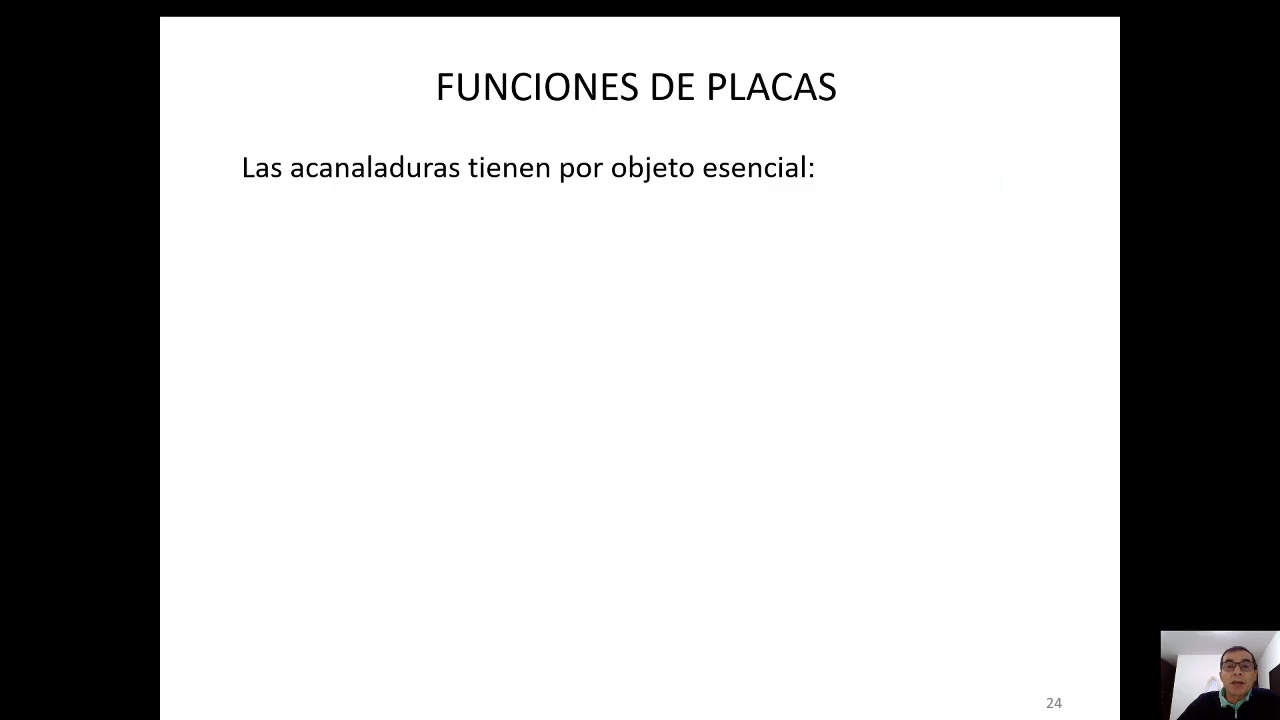 FUNCIONES DE PLACAS
Las acanaladuras tienen por objeto esencial:
24